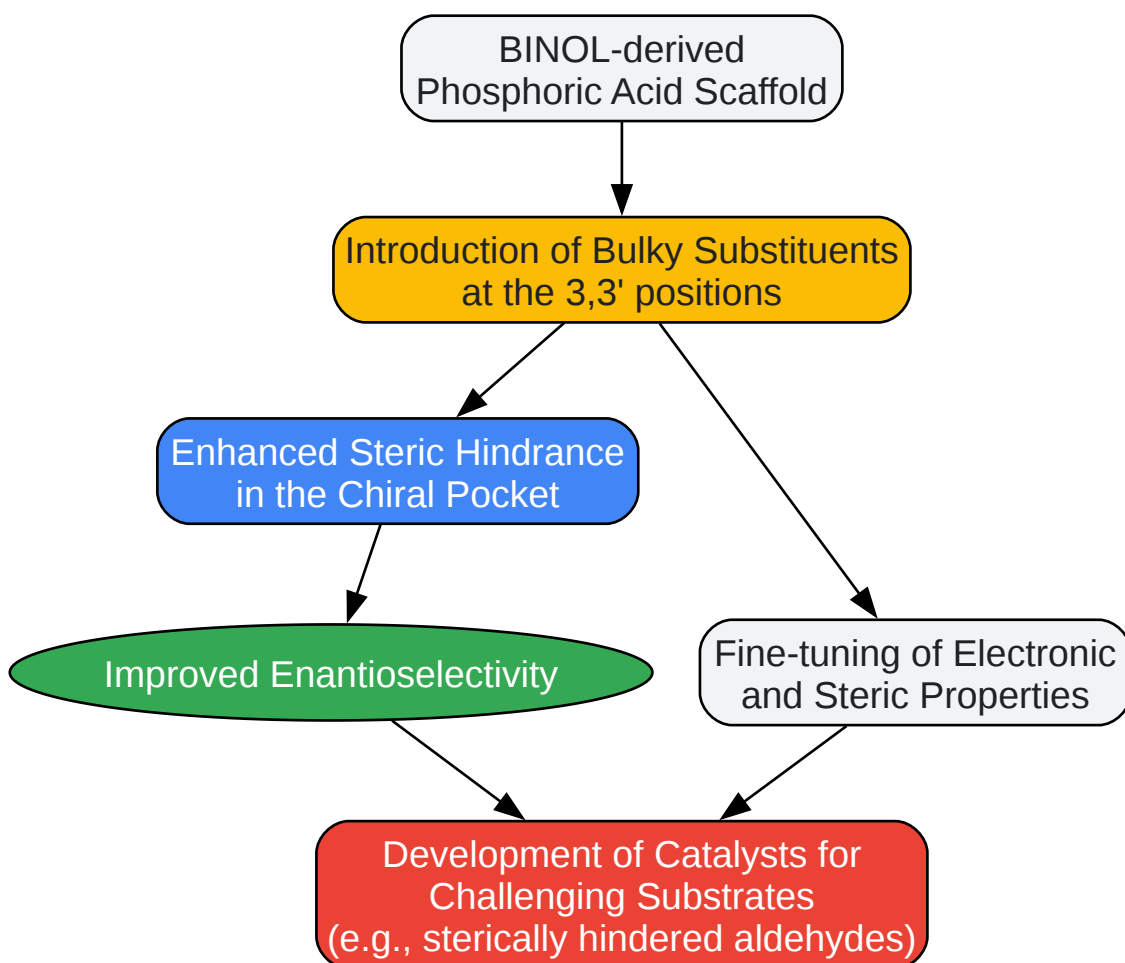 BINOL-derived
Phosphoric Acid Scaffold
Introduction of Bulky Substituents
at the 3,3' positions
Enhanced Steric Hindrance
in the Chiral Pocket
Improved Enantioselectivity
Fine-tuning of Electronic
and Steric Properties
Development of Catalysts for
Challenging Substrates
(e.g., sterically hindered aldehydes)